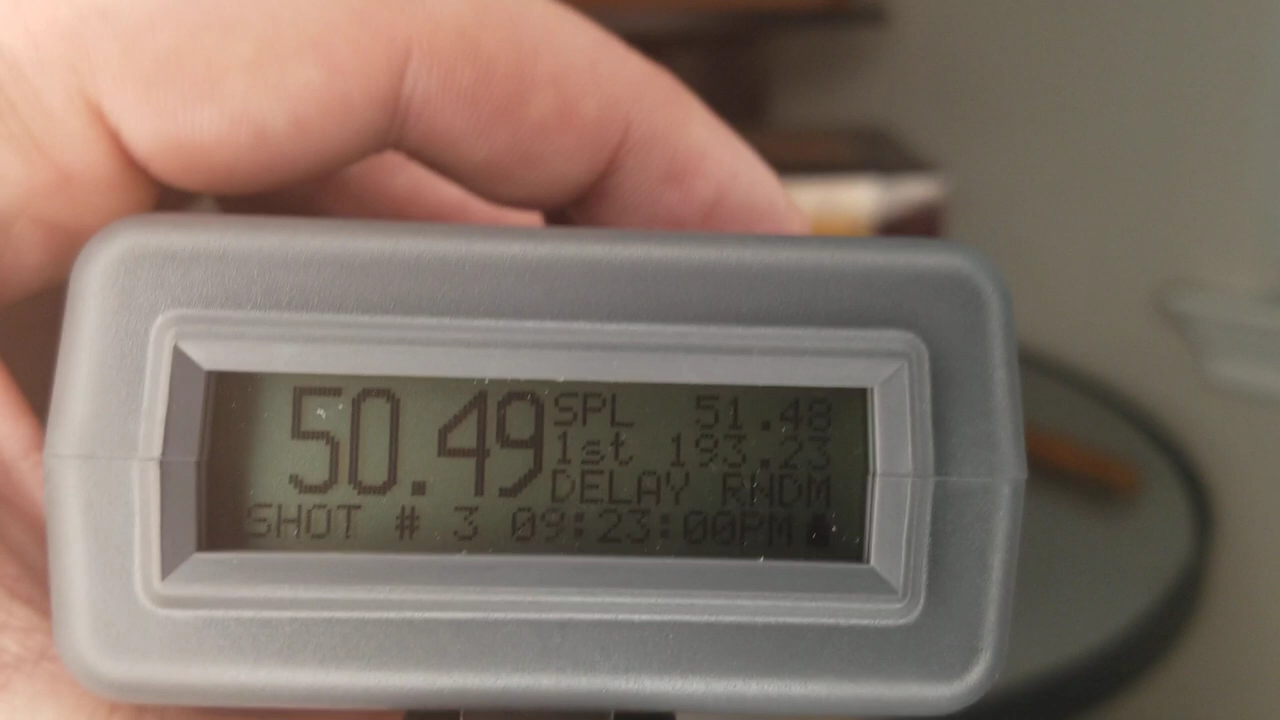 50.49
SPL 51.48
1st 193.23
DELAY RNDM
SHOT # 3 09:23:00PM